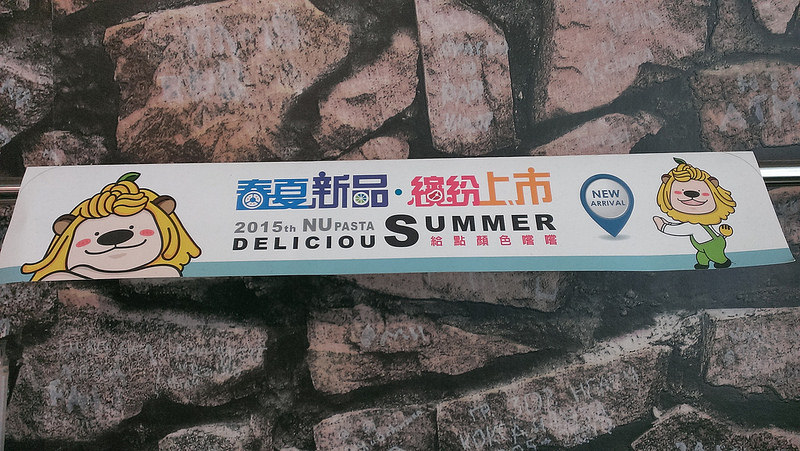 春夏新品·繽紛上市
2015th NU PASTA
DELICIOUS SUMMER
給點顏色嚐嚐
NEW
ARRIVAL